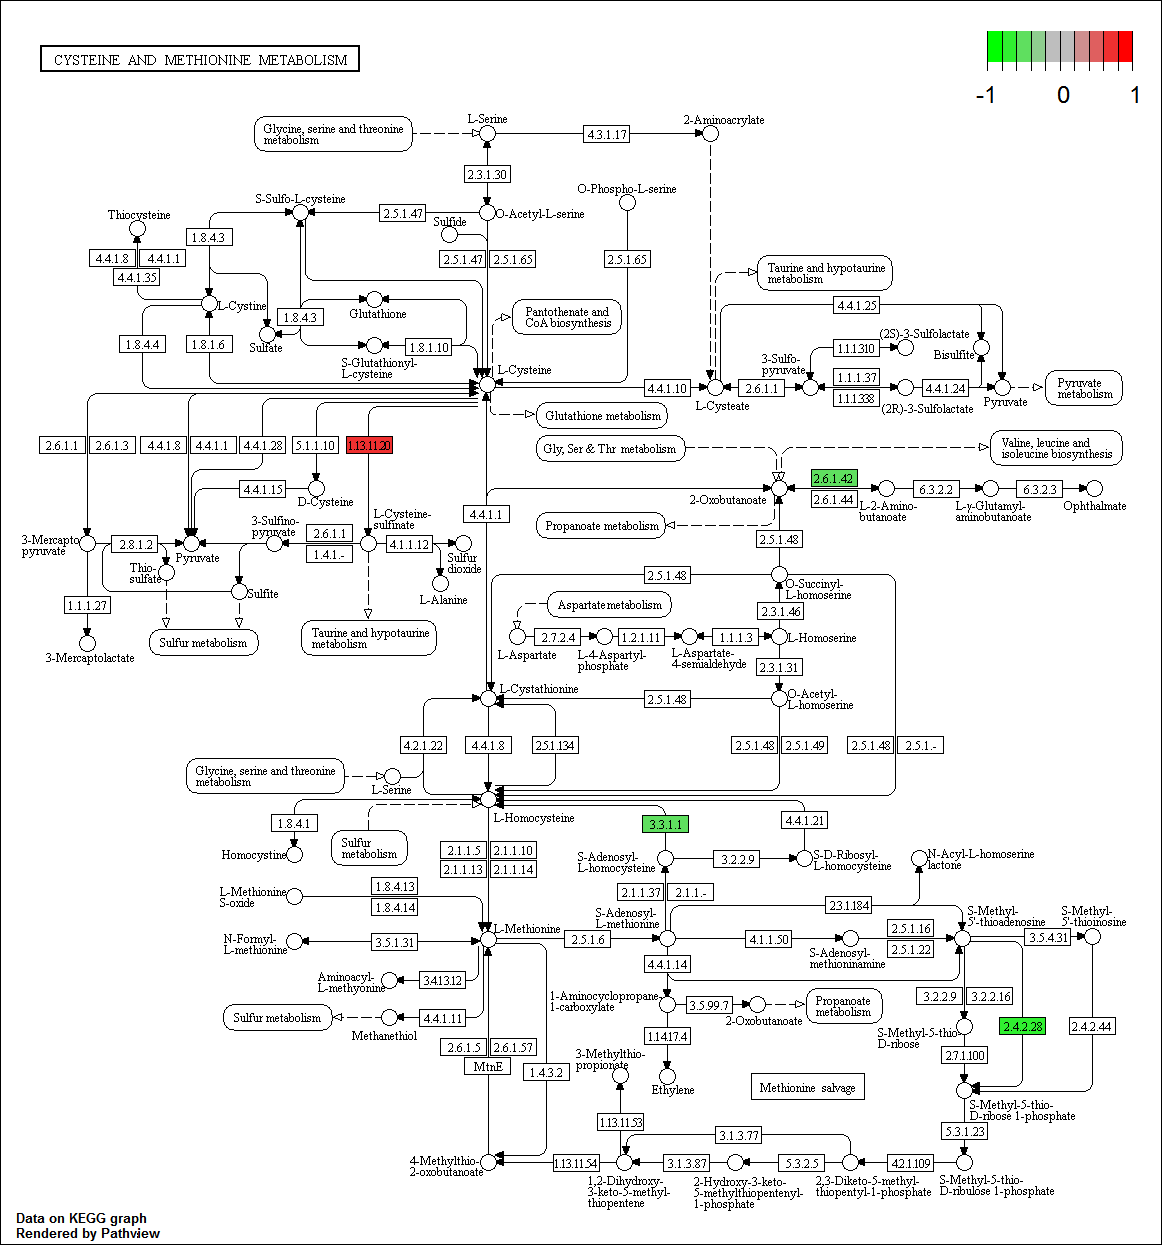 CYSTEINE AND METHIONINE METABOLISM
-1 0 1
Glycine, serine and threonine
metabolism
L-Serine
4.3.1.17
2-Aminoacrylate
2.3.1.30
O-Phospho-L-serine
S-Sulfo-L-cysteine
2.5.1.47
O-Acetyl-L-serine
Thiocysteine
Sulfide
1.8.4.3
4.4.1.8 4.4.1.1
4.4.1.35
2.5.1.47 2.5.1.65
2.5.1.65
Taurine and hypotaurine
metabolism
L-Cystine
1.8.4.3
Glutathione
Pantothenate and
CoA biosynthesis
4.4.1.25
Sulfate
1.8.4.4
1.8.1.6
1.8.1.10
S-Glutathionyl-
L-cysteine
(2S)-3-Sulfolactate
1.1.1310
Bisulfite
3-Sulfo-
pyruvate
L-Cysteine
4.4.1.10
2.6.1.1
1.1.1.37
1.1.1338
4.4.1.24
L-Cysteate
(2R)-3-Sulfolactate
Pyruvate
Pyruvate
metabolism
Glutathione metabolism
2.6.1.1 2.6.1.3 4.4.1.8 4.4.1.1 4.4.1.28 5.1.1.10 1.13.11.20
Gly, Ser & Thr metabolism
Valine, leucine and
isoleucine biosynthesis
4.4.1.15
D-Cysteine
2-Oxobutanoate
2.6.1.42
2.6.1.44
6.3.2.2
6.3.2.3
L-2-Amino-
butanoate
L-γ-Glutamyl-
aminobutanoate
Ophthalmate
4.4.1.1
Propanoate metabolism
3-Sulfino-
pyruvate
L-Cysteine-
sulfinate
2.6.1.1
1.4.1.-
3-Mercapto
pyruvate
2.8.1.2
Pyruvate
4.1.1.12
Sulfur
dioxide
2.5.1.48
Thio-
sulfate
Sulfite
L-Alanine
2.5.1.48
O-Succinyl-
L-homoserine
1.1.1.27
Aspartate metabolism
2.3.1.46
3-Mercaptolactate
Sulfur metabolism
Taurine and hypotaurine
metabolism
L-Aspartate
2.7.2.4
L-4-Aspartyl-
phosphate
1.2.1.11
L-Aspartate-
4-semialdehyde
1.1.1.3
L-Homoserine
2.3.1.31
L-Cystathionine
2.5.1.48
O-Acetyl-
L-homoserine
4.2.1.22
4.4.1.8
2.5.1.134
2.5.1.48 2.5.1.49
2.5.1.48 2.5.1.-
Glycine, serine and threonine
metabolism
L-Serine
L-Homocysteine
1.8.4.1
Sulfur
metabolism
3.3.1.1
4.4.1.21
Homocystine
2.1.1.5 2.1.1.10
2.1.1.13 2.1.1.14
S-Adenosyl-
L-homocysteine
3.2.2.9
S-D-Ribosyl-
L-homocysteine
N-Acyl-L-homoserine
lactone
L-Methionine
S-oxide
1.8.4.13
1.8.4.14
2.1.1.37 2.1.1.-
2.3.1.184
S-Adenosyl-
L-methionine
S-Methyl-
5'-thioadenosine
S-Methyl-
5'-thioinosine
N-Formyl-
L-methionine
3.5.1.31
L-Methionine
2.5.1.6
4.1.1.50
S-Adenosyl-
methioninamine
2.5.1.16
2.5.1.22
3.5.4.31
4.4.1.14
Aminoacyl-
L-methyonine
3.4.13.12
3.2.2.9 3.2.2.16
1-Aminocyclopropane-
1-carboxylate
3.5.99.7
2-Oxobutanoate
Propanoate
metabolism
Sulfur metabolism
Methanethiol
4.4.1.11
S-Methyl-5-thio-
D-ribose
2.4.2.28
2.4.2.44
1.14.17.4
2.6.1.5 2.6.1.57
MtnE
1.4.3.2
3-Methylthio-
propionate
2.7.1.100
Ethylene
Methionine salvage
S-Methyl-5-thio-
D-ribose 1-phosphate
1.13.11.53
3.1.3.77
5.3.1.23
4-Methylthio-
2-oxobutanoate
1.13.11.54
3.1.3.87
5.3.2.5
4.2.1.109
1,2-Dihydroxy-
3-keto-5-methyl-
thiopentene
2-Hydroxy-3-keto-
5-methylthiopentenyl-
1-phosphate
2,3-Diketo-5-methyl-
thiopentyl-1-phosphate
S-Methyl-5-thio-
D-ribulose 1-phosphate
Data on KEGG graph
Rendered by Pathview